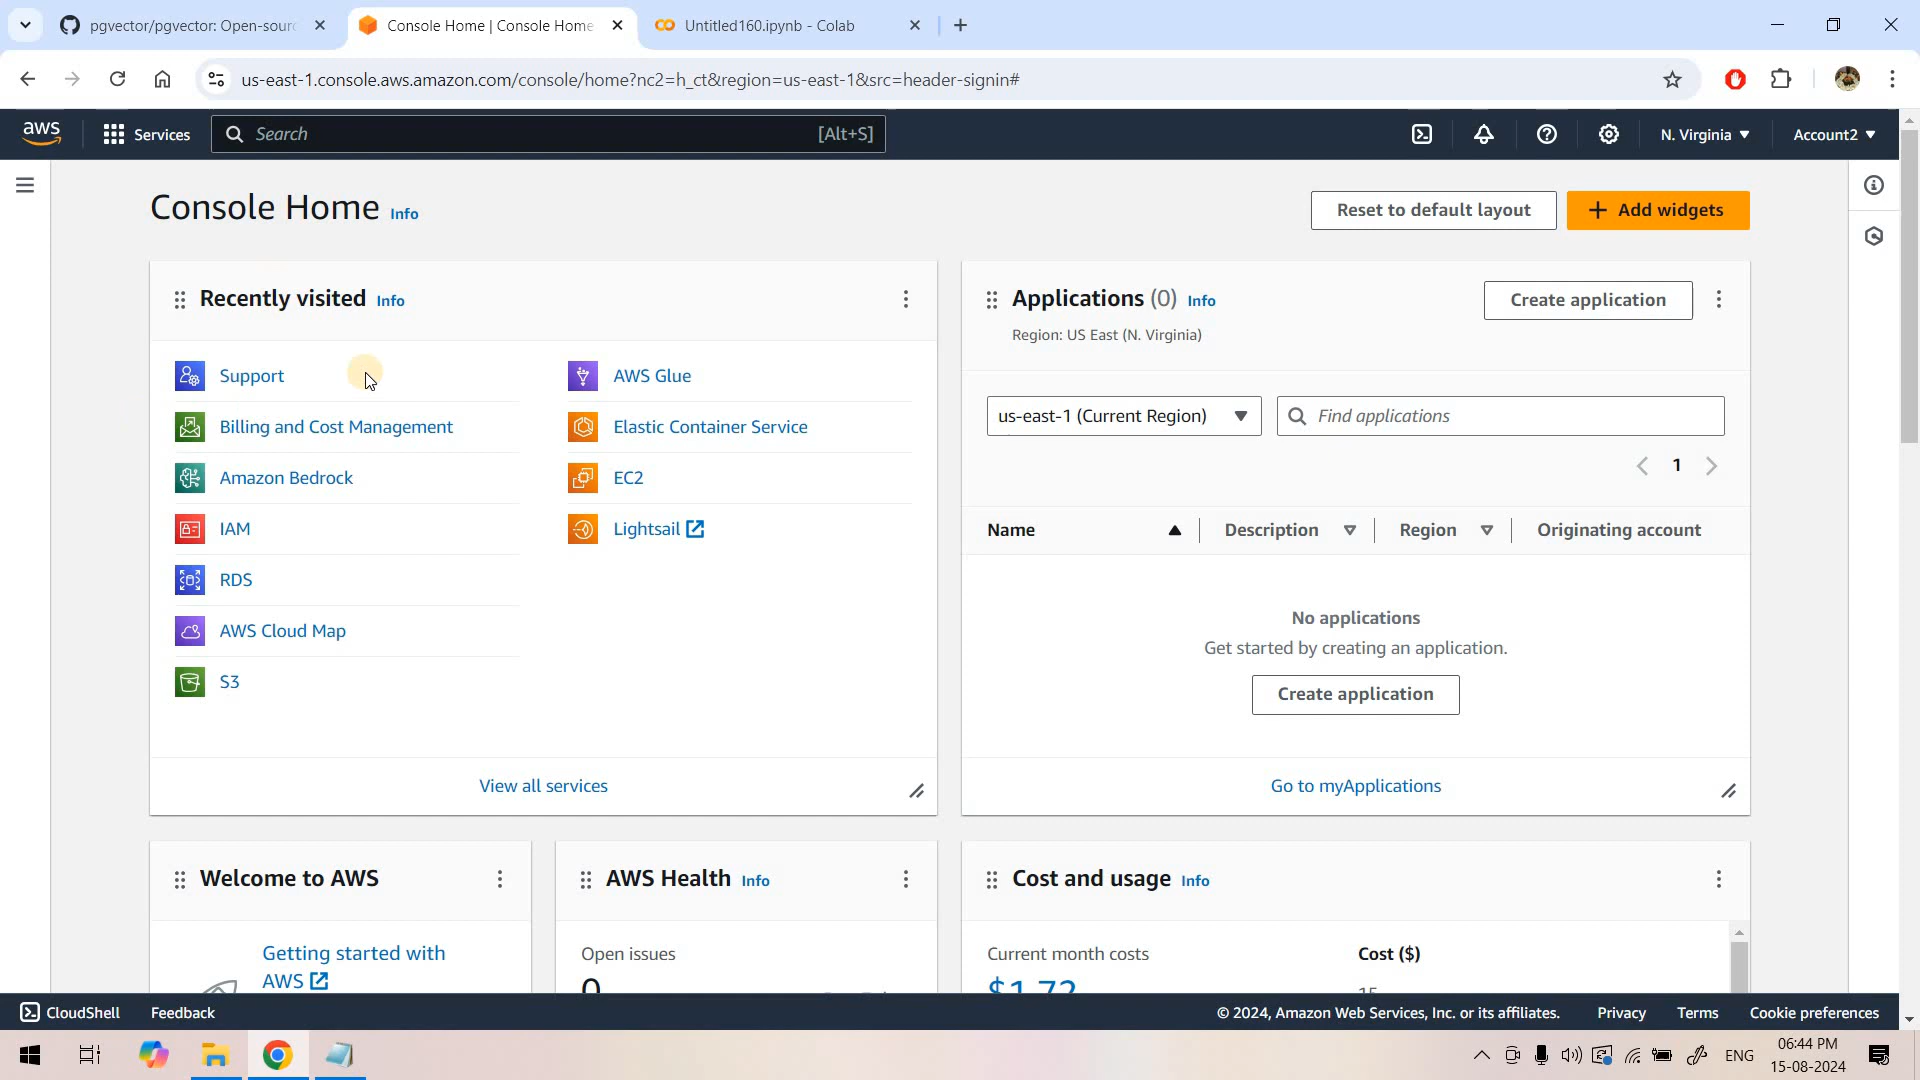 pgvector/pgvector: Open-sourc
Console Home | Console Home
Untitled160.ipynb - Colab
us-east-1.console.aws.amazon.com/console/home?nc2=h_ct&region=us-east-1&src=header-signin#
aws
Services
Search
[Alt+S]
N. Virginia
Account2
Console Home Info
Reset to default layout
Add widgets
Recently visited Info
Support
Billing and Cost Management
Amazon Bedrock
IAM
RDS
AWS Cloud Map
S3
AWS Glue
Elastic Container Service
EC2
Lightsail
View all services
Applications (0) Info
Region: US East (N. Virginia)
Create application
us-east-1 (Current Region)
Find applications
1
Name
Description
Region
Originating account
No applications
Get started by creating an application.
Create application
Go to myApplications
Welcome to AWS
Getting started with
AWS
AWS Health Info
Open issues
0
Cost and usage Info
Current month costs
$1.72
Cost ($)
15
CloudShell
Feedback
© 2024, Amazon Web Services, Inc. or its affiliates.
Privacy
Terms
Cookie preferences
ENG
06:44 PM
15-08-2024